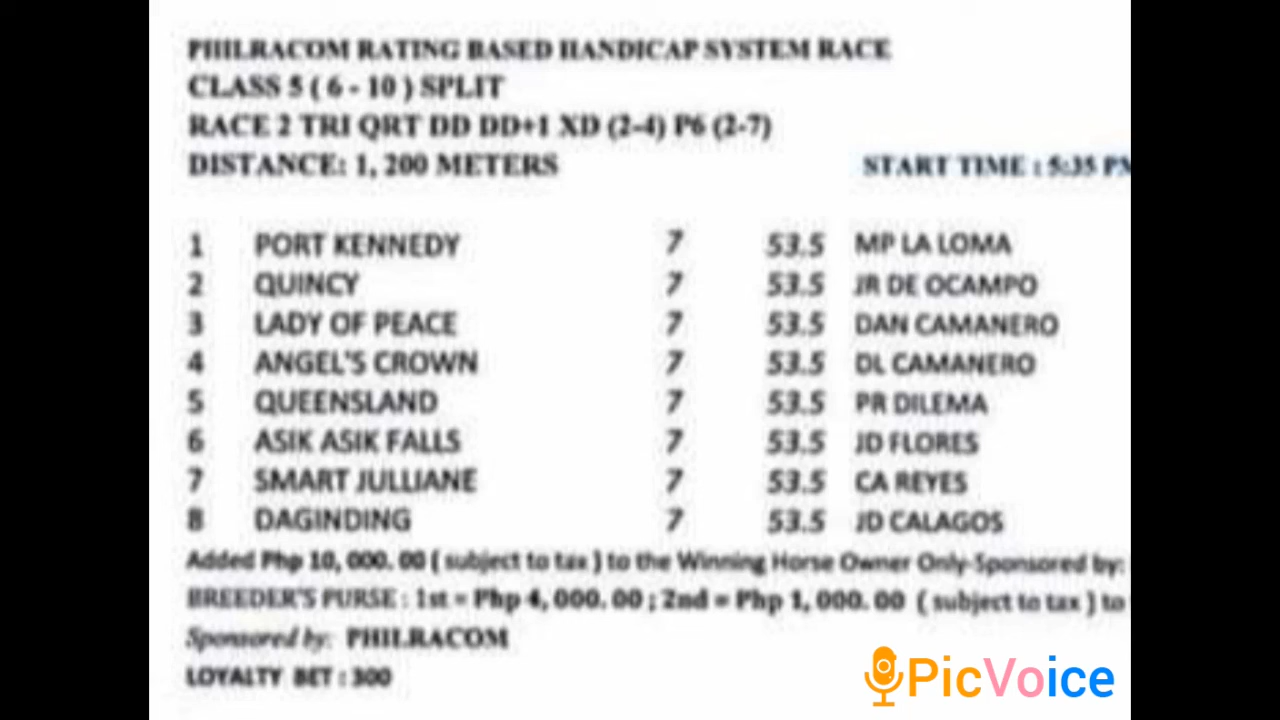 PHILRACOM RATING BASED HANDICAP SYSTEM RACE
CLASS 5 ( 6 - 10 ) SPLIT
RACE 2 TRI QRT DD DD+1 XD (2-4) P6 (2-7)
DISTANCE: 1, 200 METERS START TIME : 5:35 PM
1 PORT KENNEDY 7 53.5 MP LA LOMA
2 QUINCY 7 53.5 JR DE OCAMPO
3 LADY OF PEACE 7 53.5 DAN CAMANERO
4 ANGEL'S CROWN 7 53.5 DL CAMANERO
5 QUEENSLAND 7 53.5 PR DILEMA
6 ASIK ASIK FALLS 7 53.5 JD FLORES
7 SMART JULLIANE 7 53.5 CA REYES
8 DAGINDING 7 53.5 JD CALAGOS
Added Php 10, 000. 00 ( subject to tax ) to the Winning Horse Owner Only-Sponsored by:
BREEDER'S PURSE : 1st = Php 4, 000. 00 ; 2nd = Php 1, 000. 00 ( subject to tax ) to
Sponsored by: PHILRACOM
LOYALTY BET : 300
PicVoice